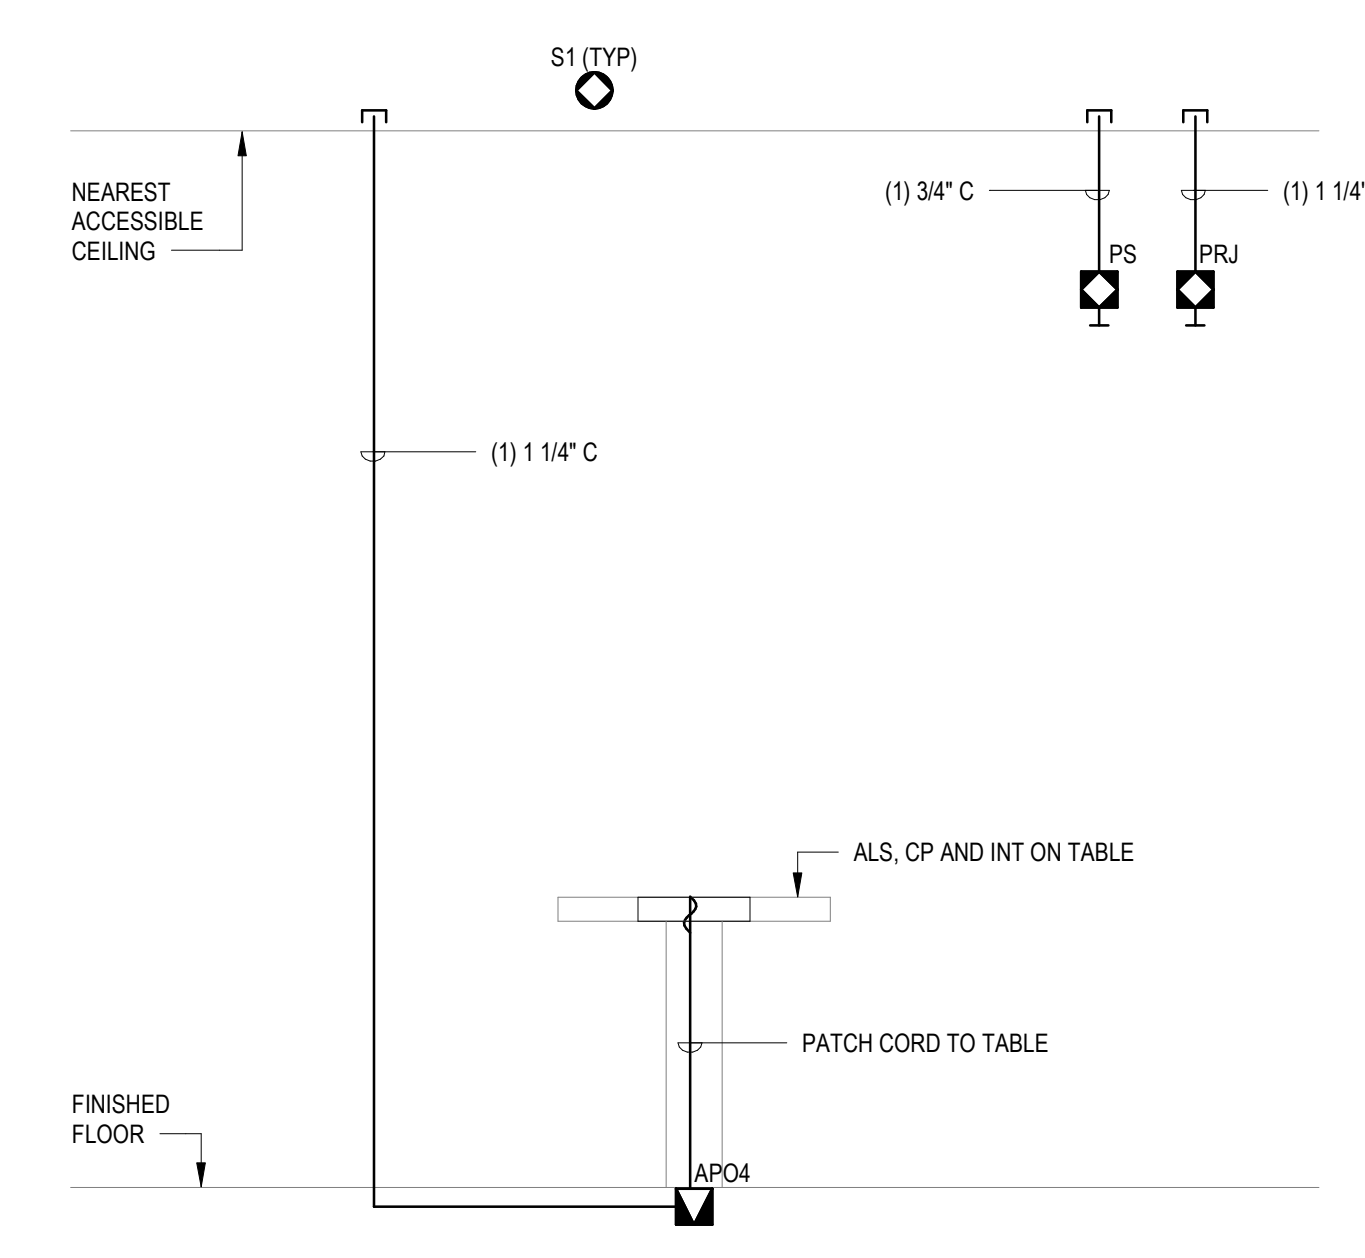 S1 (TYP)
NEAREST
ACCESSIBLE
CEILING
(1) 3/4" C
(1) 1 1/4'
PS
PRJ
(1) 1 1/4" C
ALS, CP AND INT ON TABLE
PATCH CORD TO TABLE
FINISHED
FLOOR
APO4